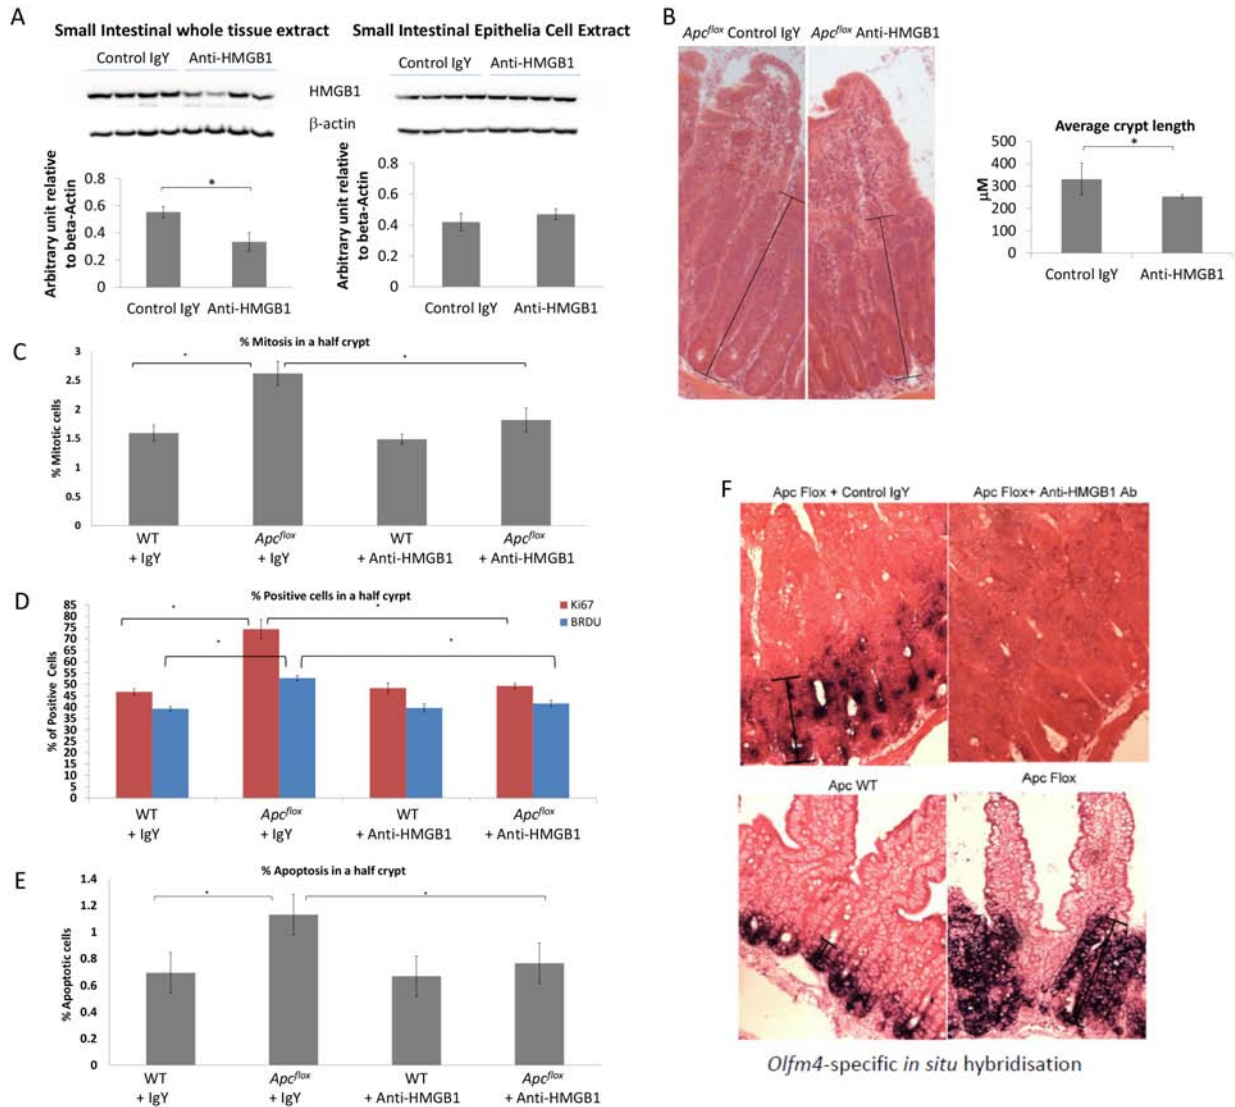 A
Small Intestinal whole tissue extract
Small Intestinal Epithelia Cell Extract
Control IgY
Anti-HMGB1
Control IgY
Anti-HMGB1
HMGB1
β-actin
Arbitrary unit relative
to beta-Actin
0.8
0.6
0.4
0.2
0
*
Control IgY
Anti-HMGB1
Arbitrary unit relative
to beta-Actin
0.8
0.6
0.4
0.2
0
Control IgY
Anti-HMGB1
B
Apcflox Control IgY
Apcflox Anti-HMGB1
Average crypt length
*
μM
500
400
300
200
100
0
Control IgY
Anti-HMGB1
C
% Mitosis in a half crypt
% Mitotic cells
3
2.5
2
1.5
1
0.5
0
*
*
WT
+ IgY
Apcflox
+ IgY
WT
+ Anti-HMGB1
Apcflox
+ Anti-HMGB1
D
% Positive cells in a half cyrpt
Ki67
BRDU
% of Positive Cells
85
80
75
70
65
60
55
50
45
40
35
30
25
20
15
10
5
0
*
*
*
*
WT
+ IgY
Apcflox
+ IgY
WT
+ Anti-HMGB1
Apcflox
+ Anti-HMGB1
E
% Apoptosis in a half crypt
% Apoptotic cells
1.4
1.2
1
0.8
0.6
0.4
0.2
0
*
*
WT
+ IgY
Apcflox
+ IgY
WT
+ Anti-HMGB1
Apcflox
+ Anti-HMGB1
F
Apc Flox + Control IgY
Apc Flox+ Anti-HMGB1 Ab
Apc WT
Apc Flox
Olfm4-specific in situ hybridisation